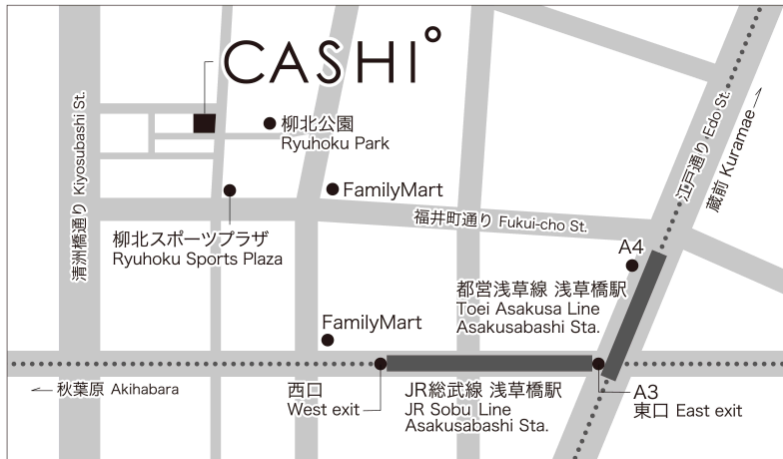 CASHI°
清洲橋通り Kiyosubashi St.
柳北公園
Ryuhoku Park
江戸通り Edo St.
蔵前 Kuramae
FamilyMart
福井町通り Fukui-cho St.
柳北スポーツプラザ
Ryuhoku Sports Plaza
A4
都営浅草線 浅草橋駅
Toei Asakusa Line
Asakusabashi Sta.
FamilyMart
秋葉原 Akihabara
西口
West exit
JR総武線 浅草橋駅
JR Sobu Line
Asakusabashi Sta.
A3
東口 East exit